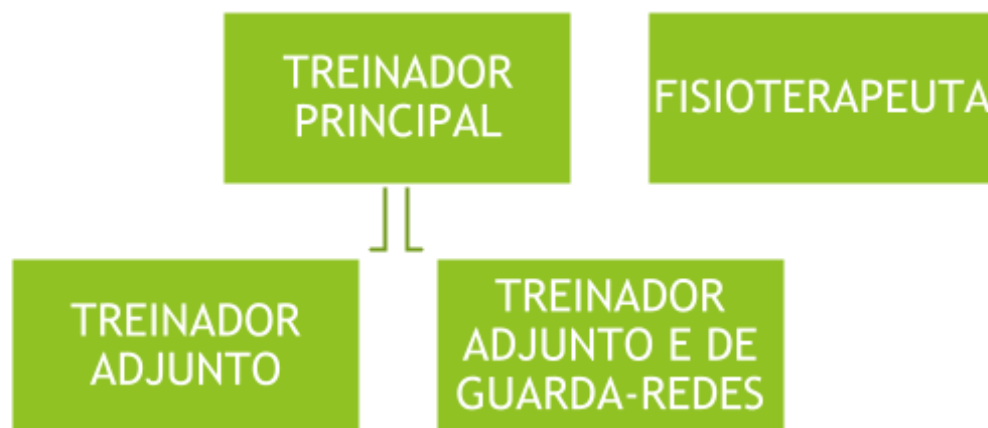 TREINADOR
PRINCIPAL
FISIOTERAPEUTA
TREINADOR
ADJUNTO
TREINADOR
ADJUNTO E DE
GUARDA-REDES